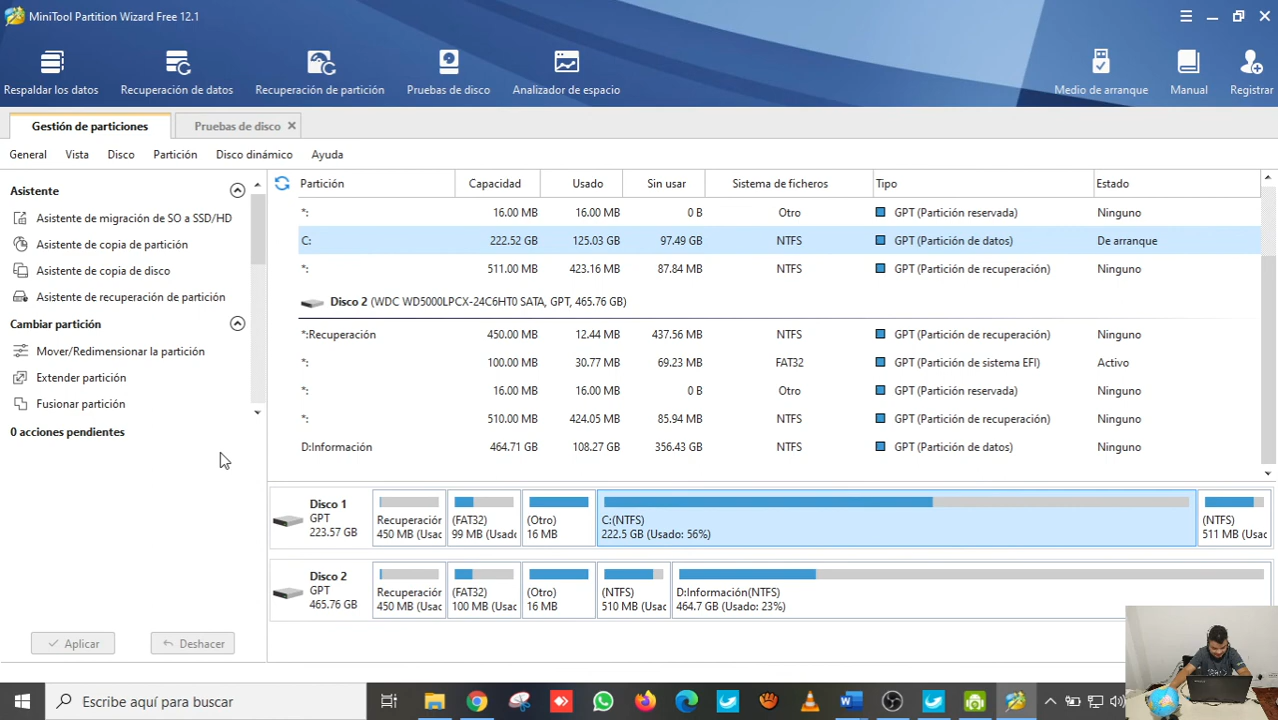 MiniTool Partition Wizard Free 12.1
Respaldar los datos
Recuperación de datos
Recuperación de partición
Pruebas de disco
Analizador de espacio
Medio de arranque
Manual
Registrar
Gestión de particiones
Pruebas de disco
General Vista Disco Partición Disco dinámico Ayuda
Asistente
Asistente de migración de SO a SSD/HD
Asistente de copia de partición
Asistente de copia de disco
Asistente de recuperación de partición
Cambiar partición
Mover/Redimensionar la partición
Extender partición
Fusionar partición
0 acciones pendientes
Aplicar
Deshacer
Partición Capacidad Usado Sin usar Sistema de ficheros Tipo Estado
*: 16.00 MB 16.00 MB 0 B Otro GPT (Partición reservada) Ninguno
C: 222.52 GB 125.03 GB 97.49 GB NTFS GPT (Partición de datos) De arranque
*: 511.00 MB 423.16 MB 87.84 MB NTFS GPT (Partición de recuperación) Ninguno
Disco 2 (WDC WD5000LPCX-24C6HT0 SATA, GPT, 465.76 GB)
*:Recuperación 450.00 MB 12.44 MB 437.56 MB NTFS GPT (Partición de recuperación) Ninguno
*: 100.00 MB 30.77 MB 69.23 MB FAT32 GPT (Partición de sistema EFI) Activo
*: 16.00 MB 16.00 MB 0 B Otro GPT (Partición reservada) Ninguno
*: 510.00 MB 424.05 MB 85.94 MB NTFS GPT (Partición de recuperación) Ninguno
D:Información 464.71 GB 108.27 GB 356.43 GB NTFS GPT (Partición de datos) Ninguno
Disco 1
GPT
223.57 GB
Recuperación
450 MB (Usac
(FAT32)
99 MB (Usac
(Otro)
16 MB
C:(NTFS)
222.5 GB (Usado: 56%)
(NTFS)
511 MB (Usac
Disco 2
GPT
465.76 GB
Recuperación
450 MB (Usac
(FAT32)
100 MB (Usac
(Otro)
16 MB
(NTFS)
510 MB (Usac
D:Información(NTFS)
464.7 GB (Usado: 23%)
Escribe aquí para buscar